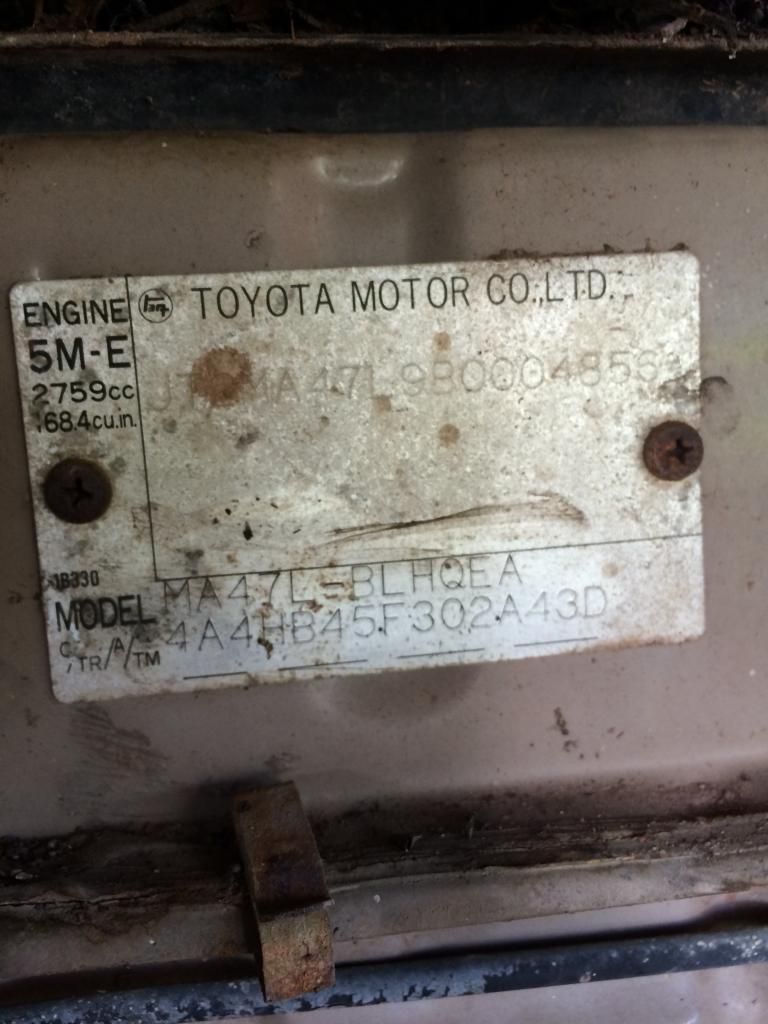 ENGINE
5M-E
2759cc
168.4cu.in.
TOYOTA MOTOR CO.,LTD.
MODEL
MA47L-BLHQEA
4A4HB45F302A43D
C/TR/A/TM